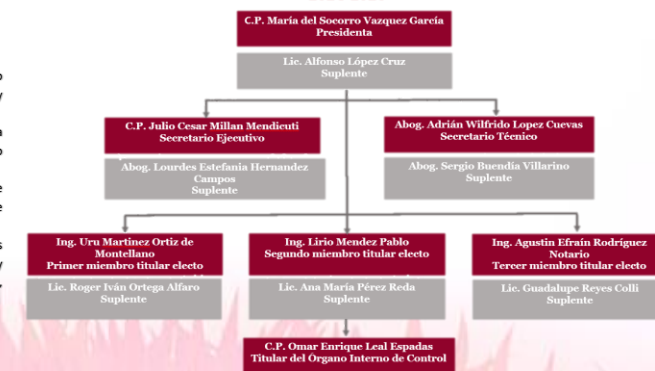 C.P. María del Socorro Vazquez García
Presidenta
Lic. Alfonso López Cruz
Suplente
C.P. Julio Cesar Millan Mendicuti
Secretario Ejecutivo
Abog. Lourdes Estefania Hernandez
Campos
Suplente
Abog. Adrián Wilfrido Lopez Cuevas
Secretario Técnico
Abog. Sergio Buendía Villarino
Suplente
Ing. Uru Martinez Ortiz de
Montellano
Primer miembro titular electo
Lic. Roger Iván Ortega Alfaro
Suplente
Ing. Lirio Mendez Pablo
Segundo miembro titular electo
Lic. Ana María Pérez Reda
Suplente
Ing. Agustin Efraín Rodríguez
Notario
Tercer miembro titular electo
Lic. Guadalupe Reyes Colli
Suplente
C.P. Omar Enrique Leal Espadas
Titular del Órgano Interno de Control